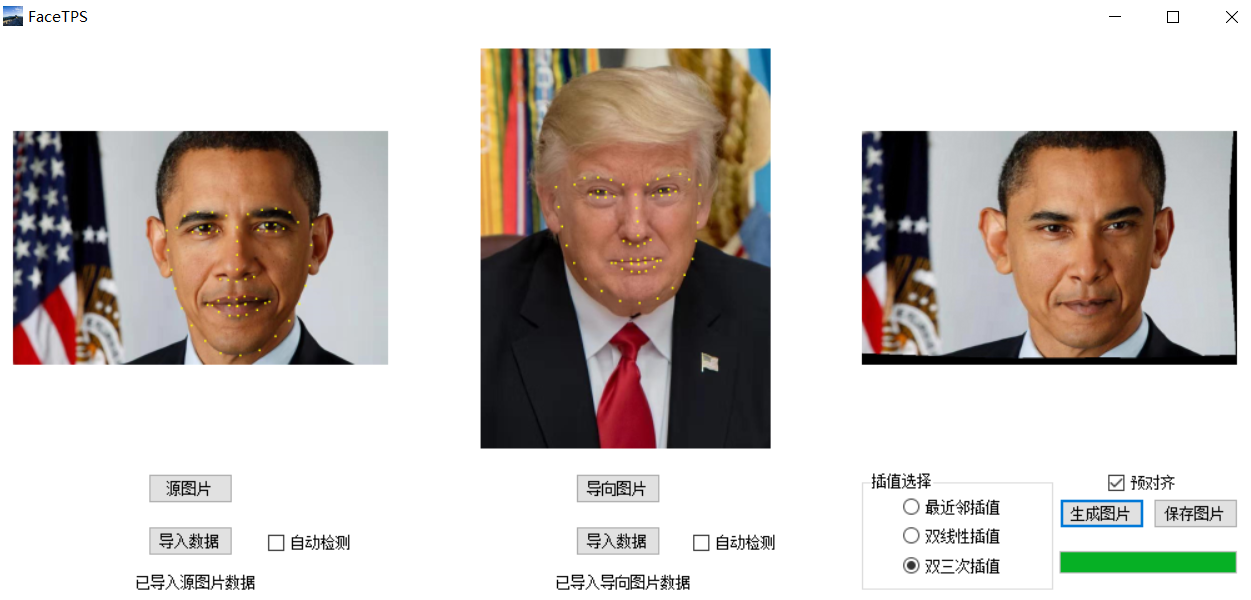 FaceTPS
源图片
导入数据
自动检测
已导入源图片数据
导向图片
导入数据
自动检测
已导入导向图片数据
插值选择
最近邻插值
双线性插值
双三次插值
预对齐
生成图片
保存图片